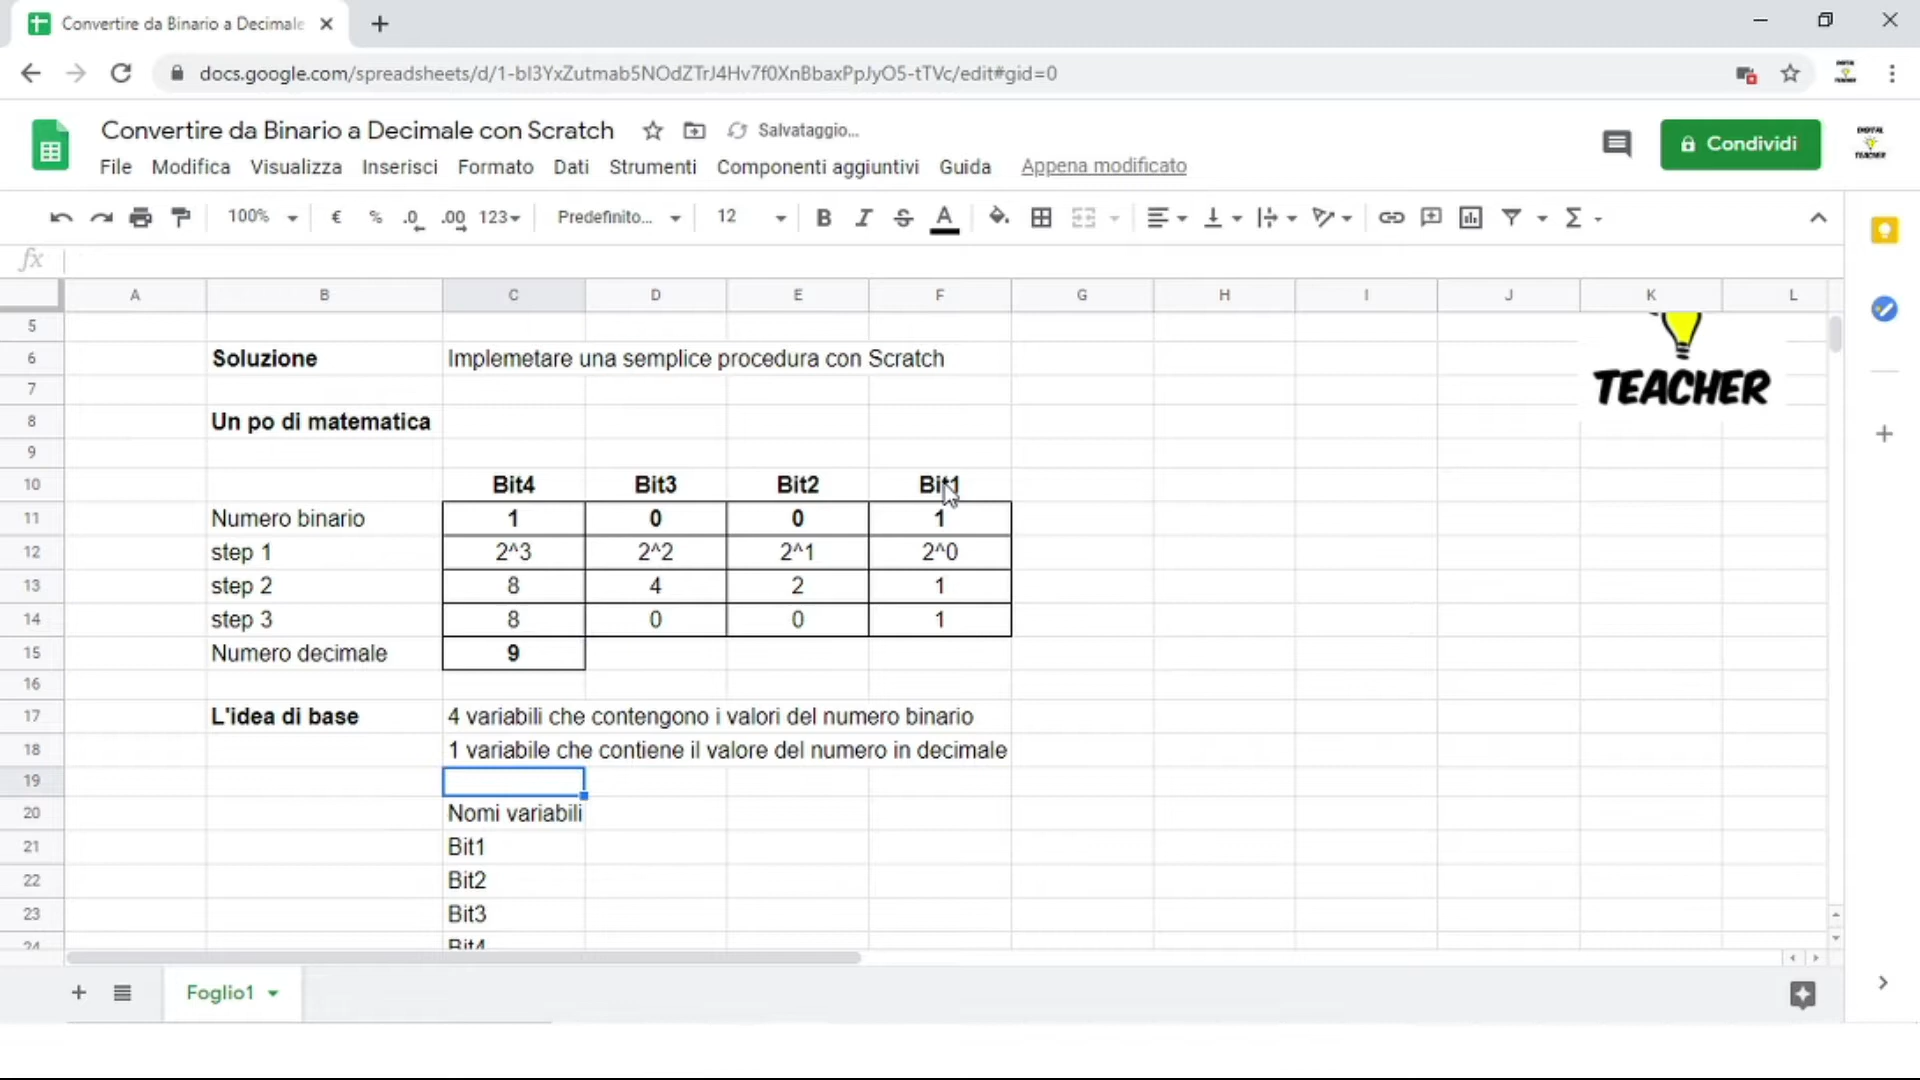 Convertire da Binario a Decimale
docs.google.com/spreadsheets/d/1-bI3YxZutmab5NOdZTrJ4Hv7f0XnBbaxPpJyO5-tTVc/edit#gid=0
Convertire da Binario a Decimale con Scratch Salvataggio...
File Modifica Visualizza Inserisci Formato Dati Strumenti Componenti aggiuntivi Guida Appena modificato
Condividi
DIGITAL TEACHER
100% € % .0 .00 123 Predefinito... 12 B I S A Σ
fx
A B C D E F G H I J K L
5
6 Soluzione Implemetare una semplice procedura con Scratch
TEACHER
7
8 Un po di matematica
9
10 Bit4 Bit3 Bit2 Bit1
11 Numero binario 1 0 0 1
12 step 1 2^3 2^2 2^1 2^0
13 step 2 8 4 2 1
14 step 3 8 0 0 1
15 Numero decimale 9
16
17 L'idea di base 4 variabili che contengono i valori del numero binario
18 1 variabile che contiene il valore del numero in decimale
19
20 Nomi variabili
21 Bit1
22 Bit2
23 Bit3
24 Bit4
Foglio1